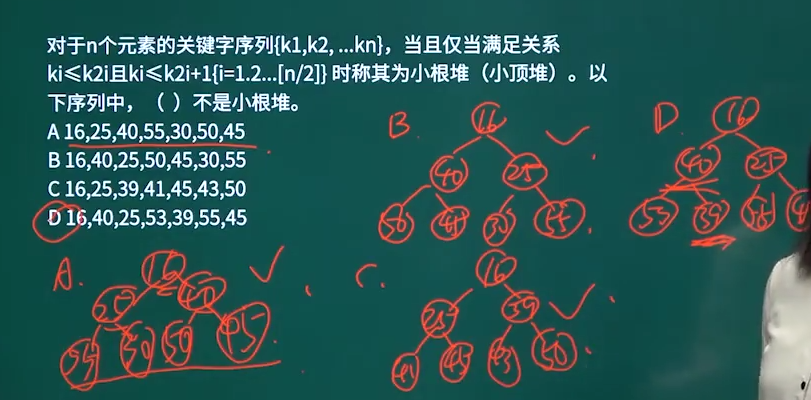 对于n个元素的关键字序列{k1,k2, ...kn}，当且仅当满足关系
ki≤k2i且ki≤k2i+1{i=1.2...[n/2]} 时称其为小根堆（小顶堆）。以
下序列中，（ ）不是小根堆。
A 16,25,40,55,30,50,45
B 16,40,25,50,45,30,55
C 16,25,39,41,45,43,50
D 16,40,25,53,39,55,45
B.
16
40 25
50 45 30 55
D.
16
40 25
53 39 55
A.
16
25 40
30 50 45
C.
16
25 39
41 45 43 50